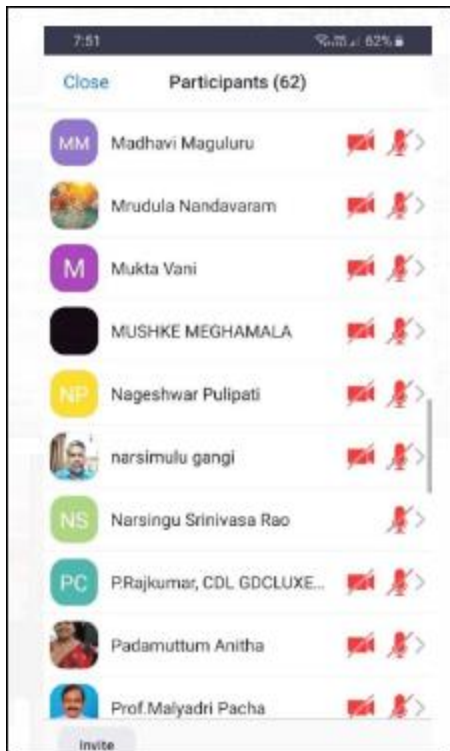 7:51
62%
Close Participants (62)
MM Madhavi Maguluru
Mrudula Nandavaram
M Mukta Vani
MUSHKE MEGHAMALA
NP Nageshwar Pulipati
narsimulu gangi
NS Narsingu Srinivasa Rao
PC P.Rajkumar, CDL GDCLUXE...
Padamuttum Anitha
Prof.Malyadri Pacha
Invite